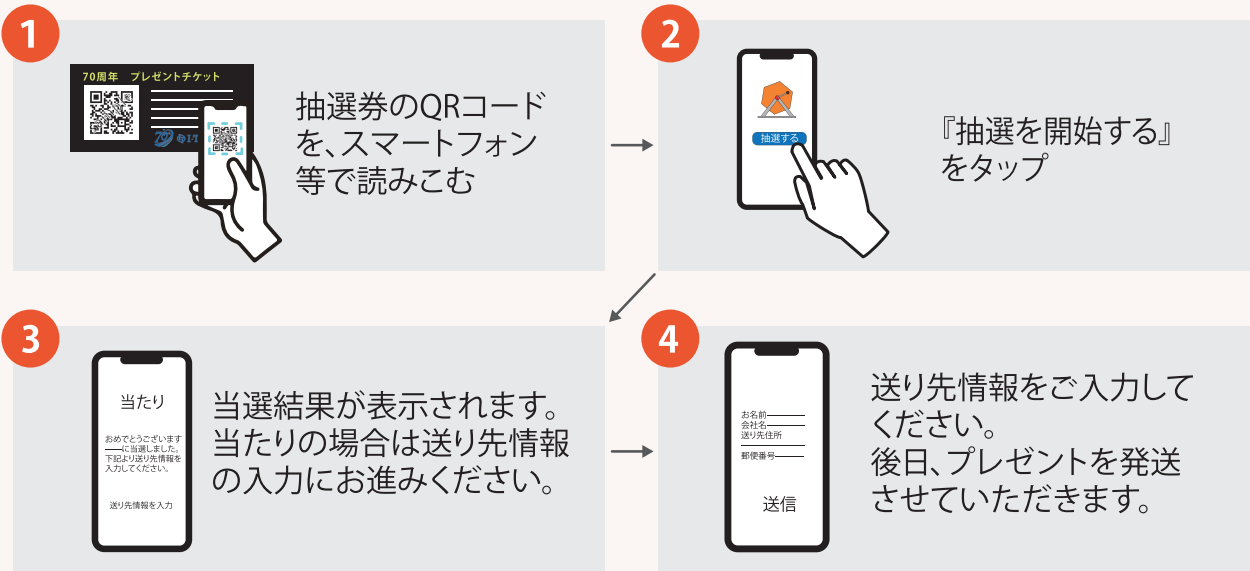 1
70周年 プレゼントチケット
抽選券のQRコード
を、スマートフォン
等で読みこむ
2
抽選する
『抽選を開始する』
をタップ
3
当たり
おめでとうございます
――に当選しました。
下記より送り先情報を
入力してください。
送り先情報を入力
当選結果が表示されます。
当たりの場合は送り先情報
の入力にお進みください。
4
お名前
会社名
送り先住所
郵便番号
送信
送り先情報をご入力して
ください。
後日、プレゼントを発送
させていただきます。